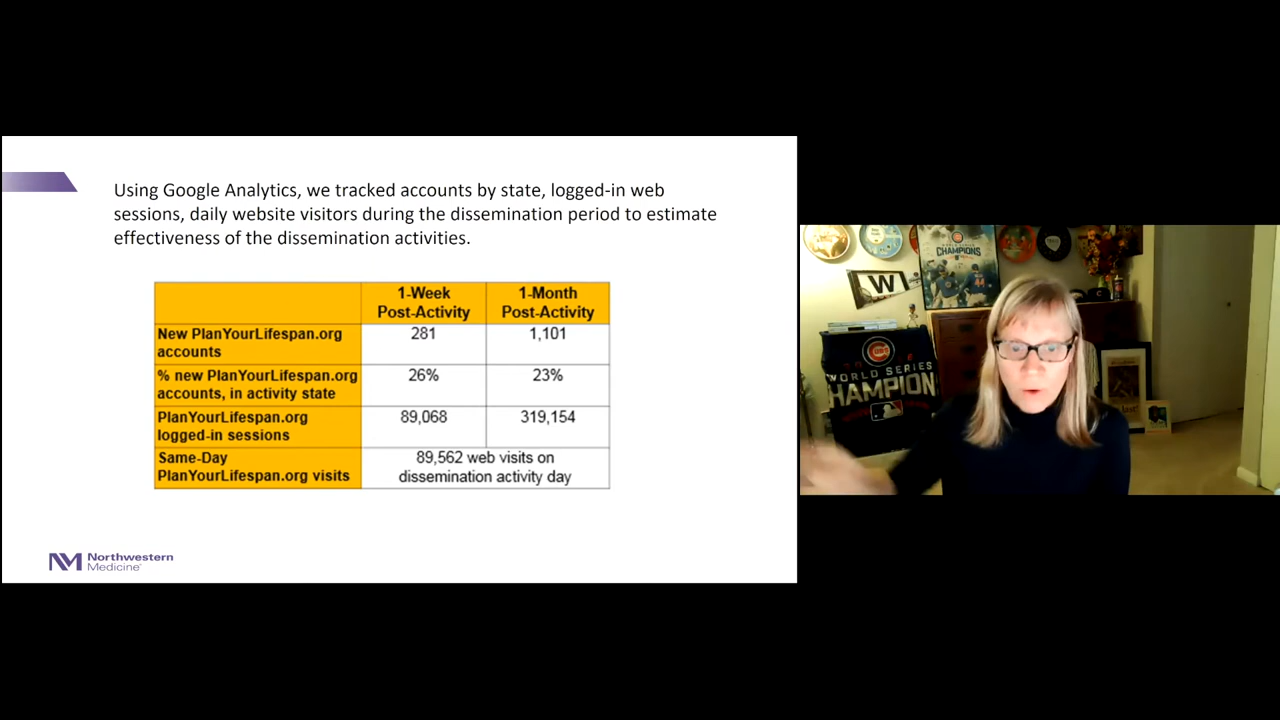 Using Google Analytics, we tracked accounts by state, logged-in web
sessions, daily website visitors during the dissemination period to estimate
effectiveness of the dissemination activities.
1-Week 1-Month
Post-Activity Post-Activity
New PlanYourLifespan.org 281 1,101
accounts
% new PlanYourLifespan.org 26% 23%
accounts, in activity state
PlanYourLifespan.org 89,068 319,154
logged-in sessions
Same-Day 89,562 web visits on
PlanYourLifespan.org visits dissemination activity day
Northwestern
Medicine
WORLD SERIES
CHAMPIONS
W
CUBS
WORLD SERIES
HAMPION